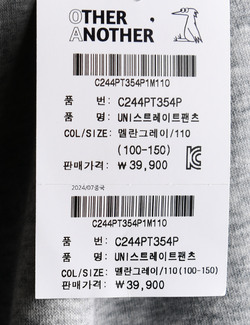 OTHER
ANOTHER
C244PT354P1M110
품 번: C244PT354P
품 명: UNI스트레이트팬츠
COL/SIZE: 멜란그레이/110
(100-150)
판매가격: ₩39,900
2024/07중국
C244PT354P1M110
품 번: C244PT354P
품 명: UNI스트레이트팬츠
COL/SIZE: 멜란그레이/110(100-150)
판매가격: ₩39,900